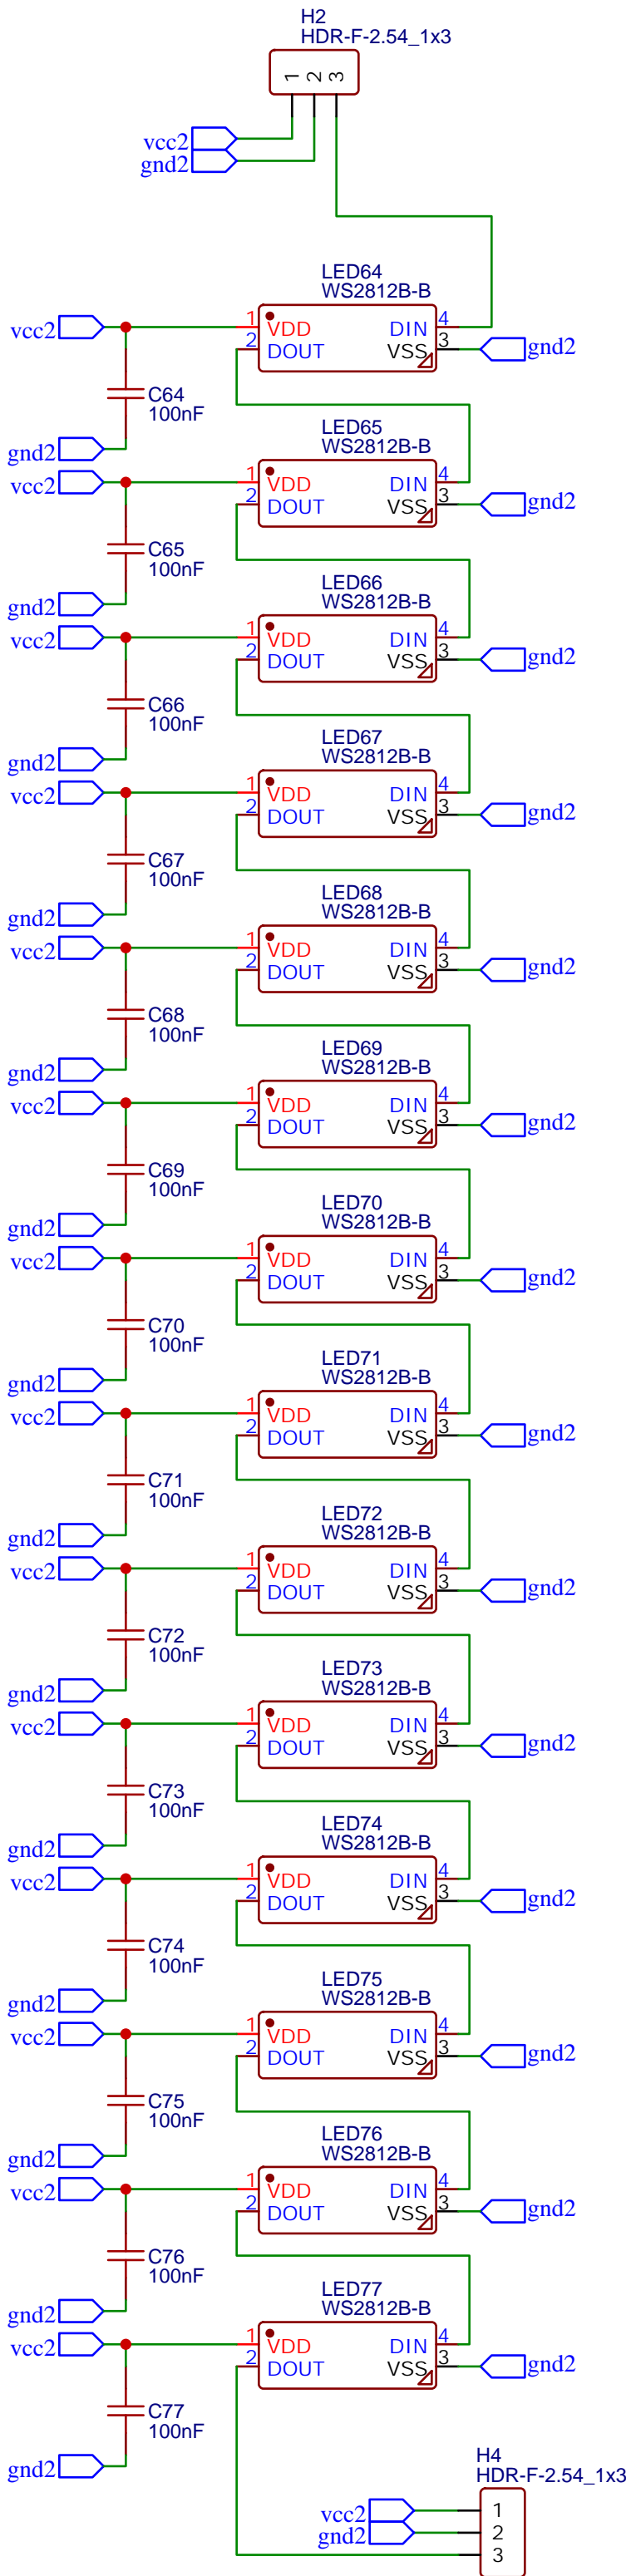 H2
HDR-F-2.54_1x3
1 2 3
vcc2
gnd2
LED64
WS2812B-B
vcc2 1 VDD DIN 4
2 DOUT VSS 3 gnd2
C64
100nF
gnd2
LED65
WS2812B-B
vcc2 1 VDD DIN 4
2 DOUT VSS 3 gnd2
C65
100nF
gnd2
LED66
WS2812B-B
vcc2 1 VDD DIN 4
2 DOUT VSS 3 gnd2
C66
100nF
gnd2
LED67
WS2812B-B
vcc2 1 VDD DIN 4
2 DOUT VSS 3 gnd2
C67
100nF
gnd2
LED68
WS2812B-B
vcc2 1 VDD DIN 4
2 DOUT VSS 3 gnd2
C68
100nF
gnd2
LED69
WS2812B-B
vcc2 1 VDD DIN 4
2 DOUT VSS 3 gnd2
C69
100nF
gnd2
LED70
WS2812B-B
vcc2 1 VDD DIN 4
2 DOUT VSS 3 gnd2
C70
100nF
gnd2
LED71
WS2812B-B
vcc2 1 VDD DIN 4
2 DOUT VSS 3 gnd2
C71
100nF
gnd2
LED72
WS2812B-B
vcc2 1 VDD DIN 4
2 DOUT VSS 3 gnd2
C72
100nF
gnd2
LED73
WS2812B-B
vcc2 1 VDD DIN 4
2 DOUT VSS 3 gnd2
C73
100nF
gnd2
LED74
WS2812B-B
vcc2 1 VDD DIN 4
2 DOUT VSS 3 gnd2
C74
100nF
gnd2
LED75
WS2812B-B
vcc2 1 VDD DIN 4
2 DOUT VSS 3 gnd2
C75
100nF
gnd2
LED76
WS2812B-B
vcc2 1 VDD DIN 4
2 DOUT VSS 3 gnd2
C76
100nF
gnd2
LED77
WS2812B-B
vcc2 1 VDD DIN 4
2 DOUT VSS 3 gnd2
C77
100nF
gnd2
H4
HDR-F-2.54_1x3
vcc2 1
gnd2 2
3